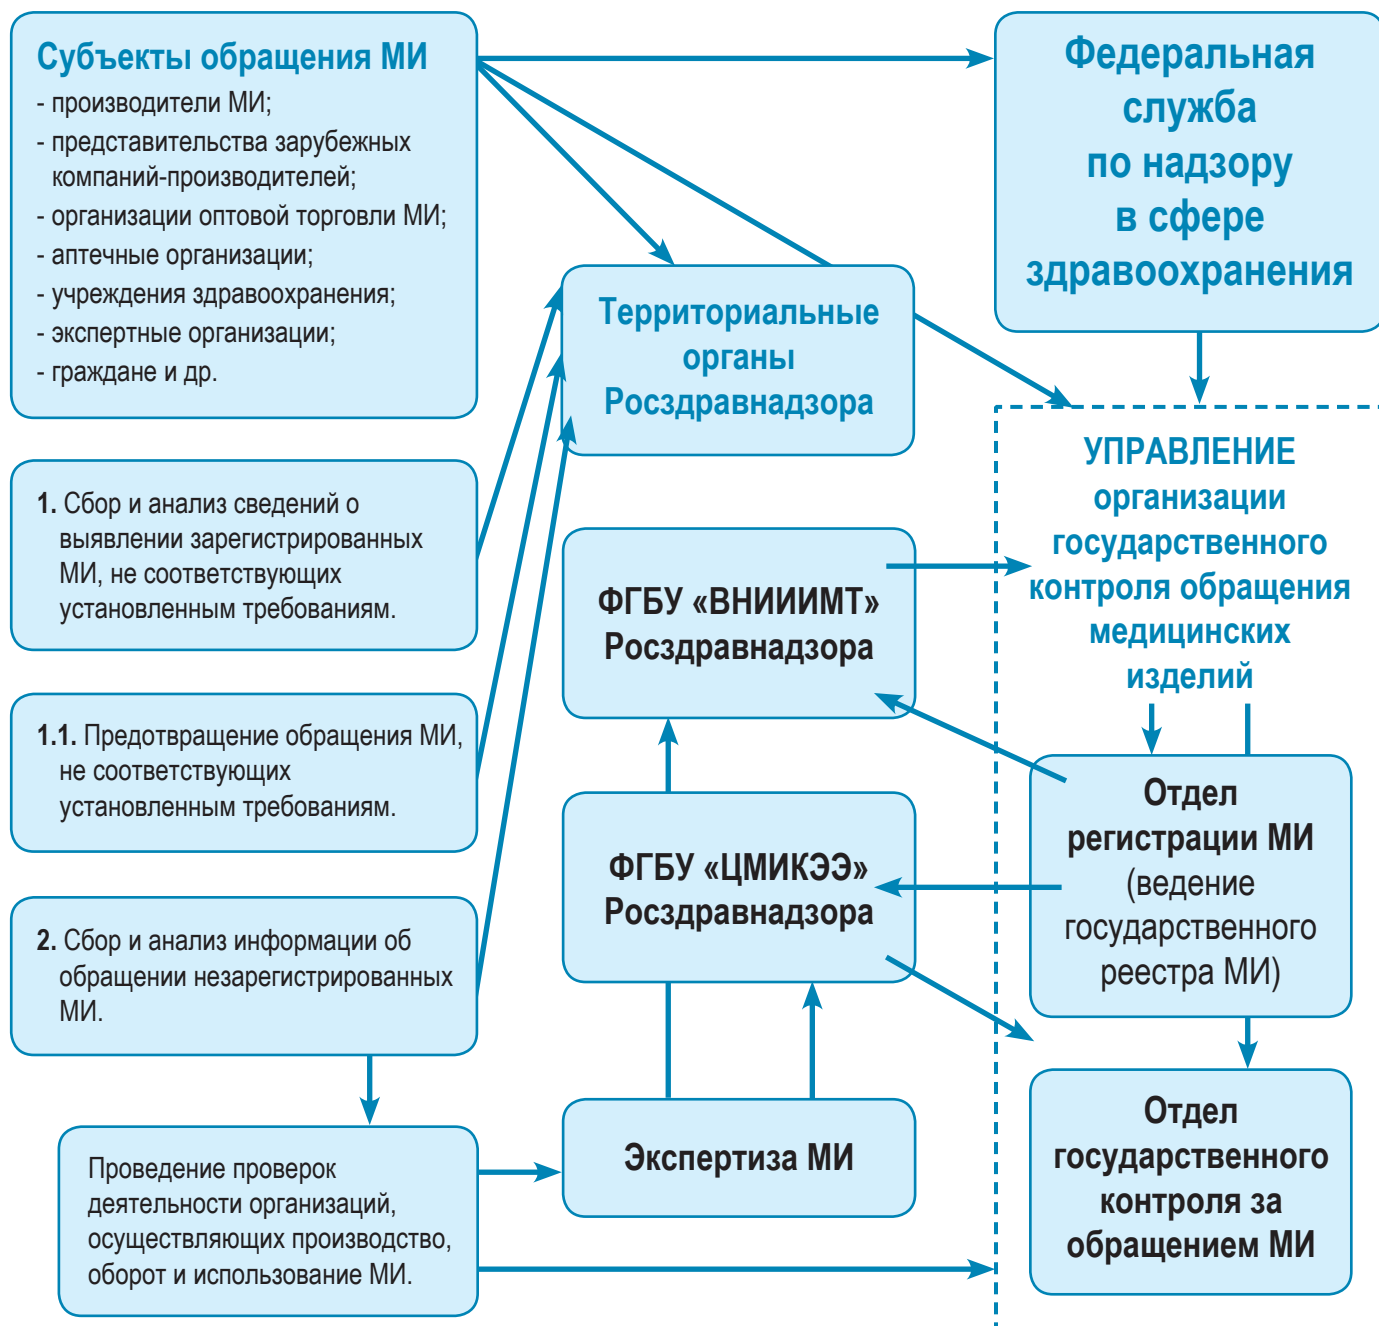 Субъекты обращения МИ
- производители МИ;
- представительства зарубежных
компаний-производителей;
- организации оптовой торговли МИ;
- аптечные организации;
- учреждения здравоохранения;
- экспертные организации;
- граждане и др.
Федеральная
служба
по надзору
в сфере
здравоохранения
Территориальные
органы
Росздравнадзора
1. Сбор и анализ сведений о
выявлении зарегистрированных
МИ, не соответствующих
установленным требованиям.
УПРАВЛЕНИЕ
организации
государственного
контроля обращения
медицинских
изделий
ФГБУ «ВНИИИМТ»
Росздравнадзора
1.1. Предотвращение обращения МИ,
не соответствующих
установленным требованиям.
Отдел
регистрации МИ
(ведение
государственного
реестра МИ)
ФГБУ «ЦМИКЭЭ»
Росздравнадзора
2. Сбор и анализ информации об
обращении незарегистрированных
МИ.
Экспертиза МИ
Отдел
государственного
контроля за
обращением МИ
Проведение проверок
деятельности организаций,
осуществляющих производство,
оборот и использование МИ.